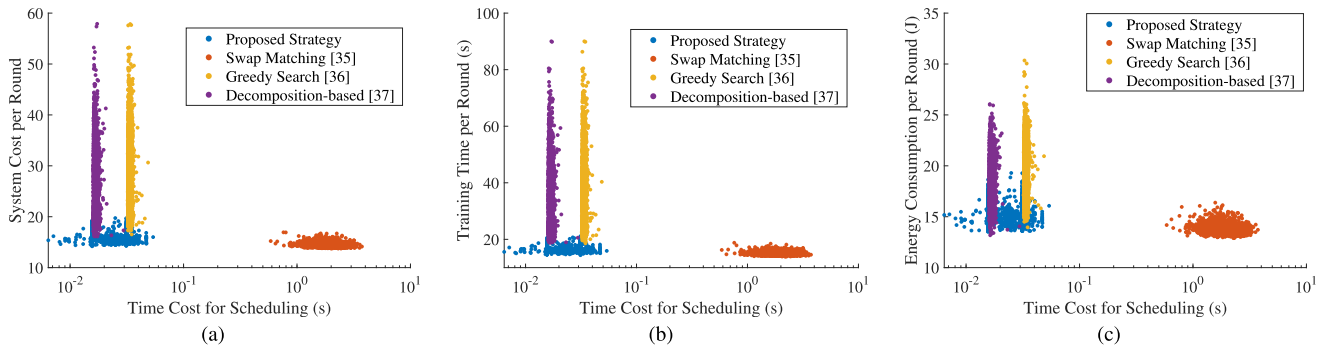 System Cost per Round
60
50
40
30
20
10
10^-2
10^-1
10^0
10^1
Time Cost for Scheduling (s)
Proposed Strategy
Swap Matching [35]
Greedy Search [36]
Decomposition-based [37]
(a)
Training Time per Round (s)
100
80
60
40
20
10^-2
10^-1
10^0
10^1
Time Cost for Scheduling (s)
Proposed Strategy
Swap Matching [35]
Greedy Search [36]
Decomposition-based [37]
(b)
Energy Consumption per Round (J)
35
30
25
20
15
10
10^-2
10^-1
10^0
10^1
Time Cost for Scheduling (s)
Proposed Strategy
Swap Matching [35]
Greedy Search [36]
Decomposition-based [37]
(c)